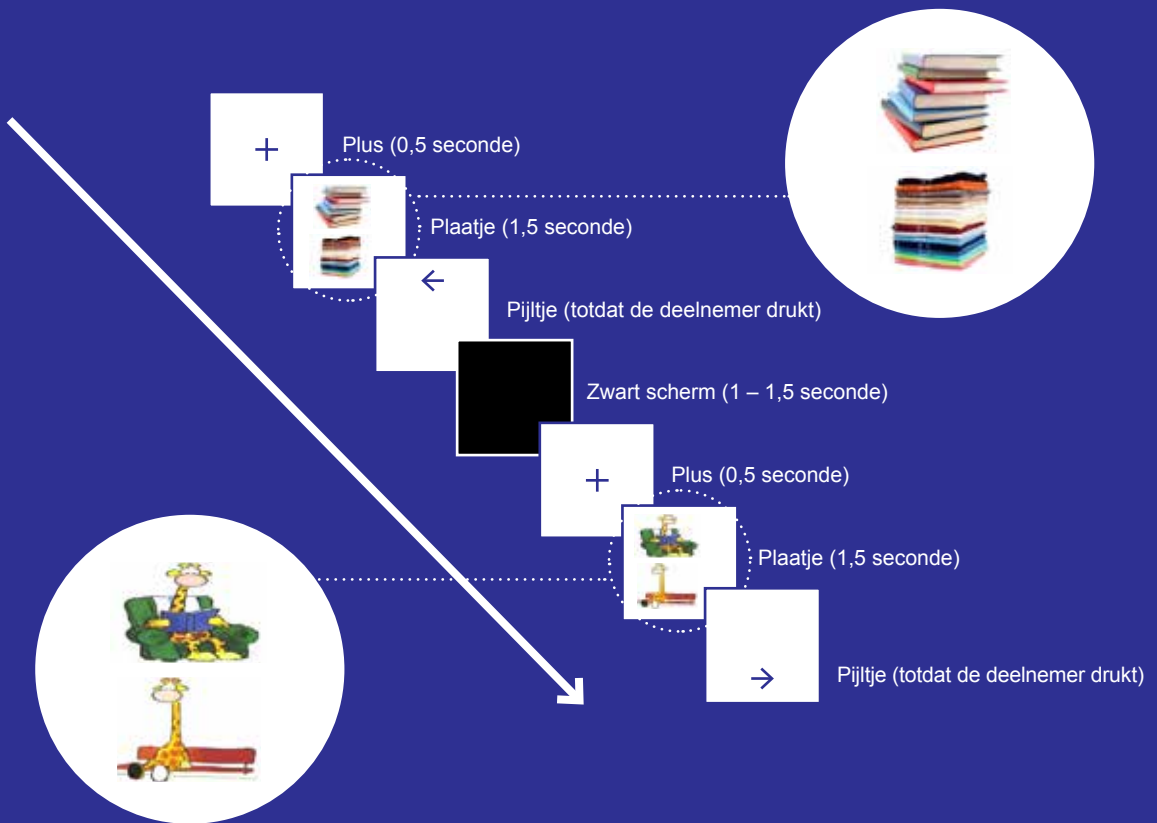 Plus (0,5 seconde)
Plaatje (1,5 seconde)
Pijltje (totdat de deelnemer drukt)
Zwart scherm (1 – 1,5 seconde)
Plus (0,5 seconde)
Plaatje (1,5 seconde)
Pijltje (totdat de deelnemer drukt)